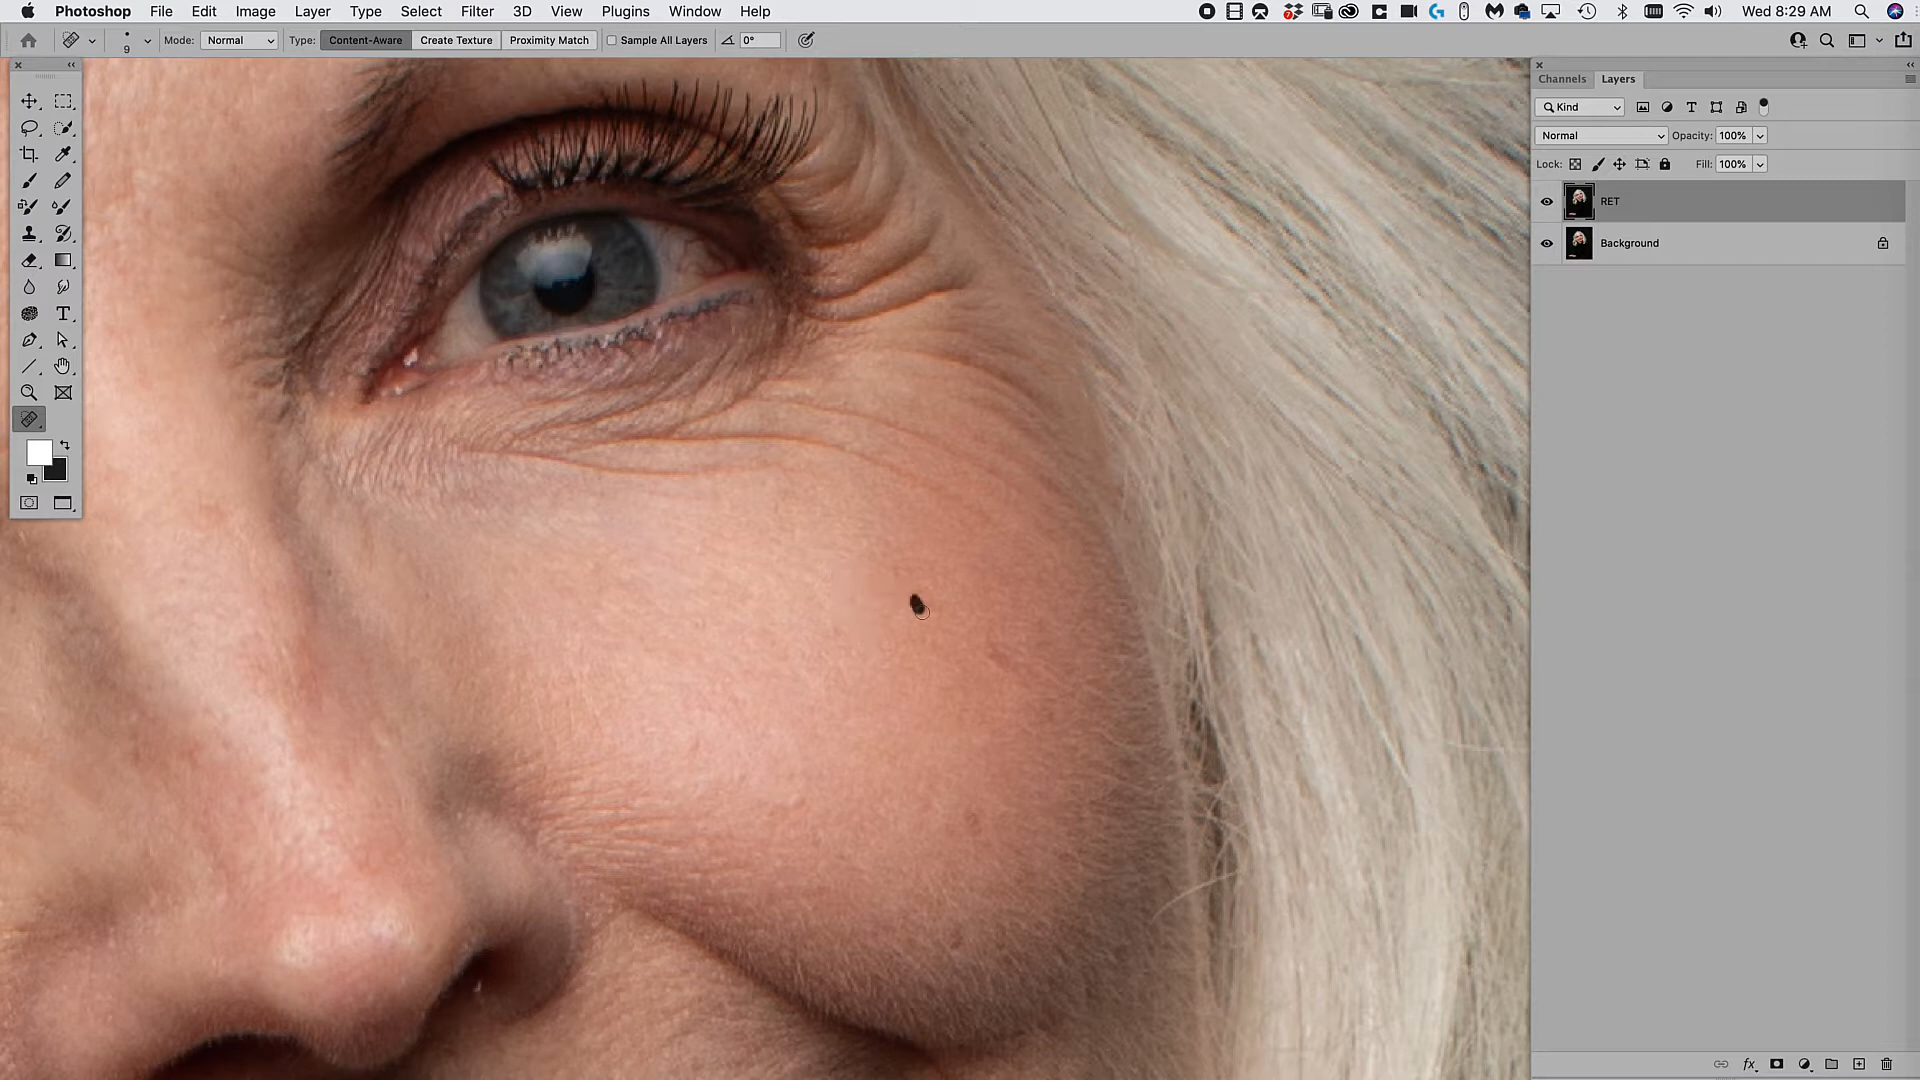 Photoshop File Edit Image Layer Type Select Filter 3D View Plugins Window Help 7 Wed 8:29 AM
9 Mode: Normal Type: Content-Aware Create Texture Proximity Match Sample All Layers 0°
Channels Layers
Kind T
Normal Opacity: 100%
Lock: Fill: 100%
RET
Background
T
fx